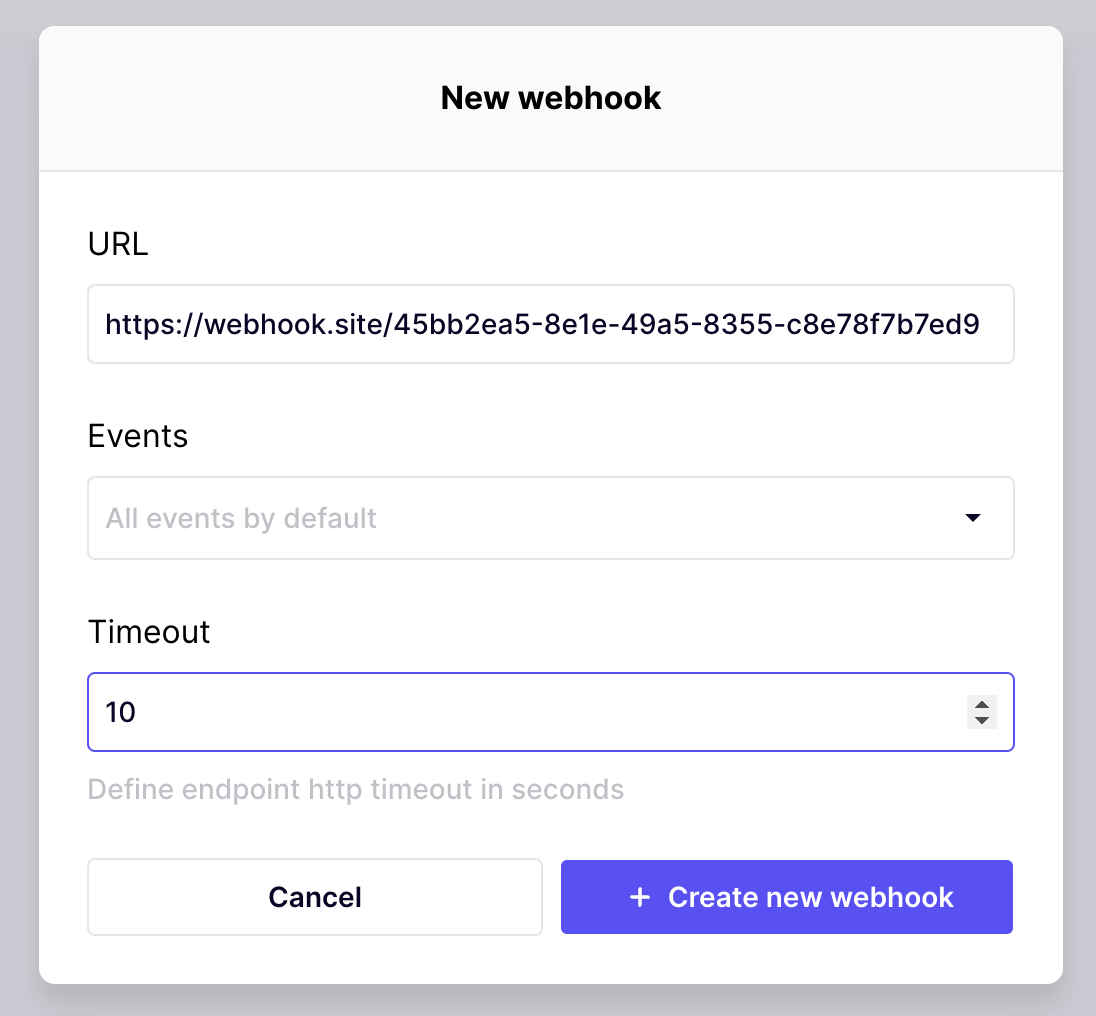 New webhook
URL
https://webhook.site/45bb2ea5-8e1e-49a5-8355-c8e78f7b7ed9
Events
All events by default
Timeout
10
Define endpoint http timeout in seconds
Cancel
+ Create new webhook